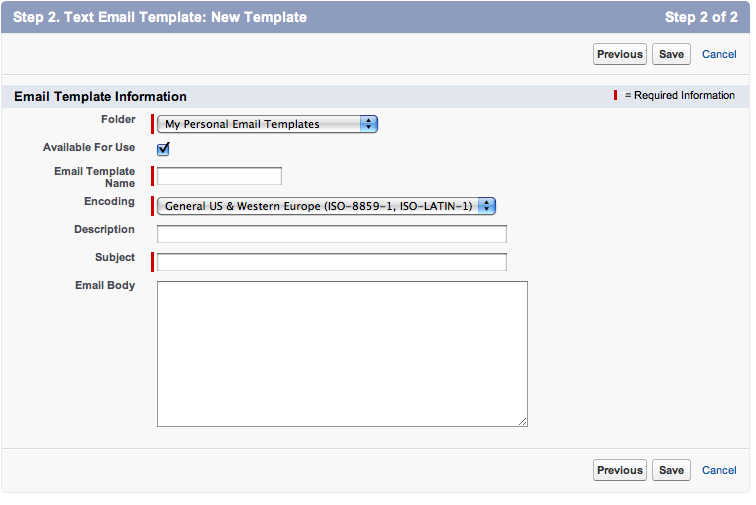 Step 2. Text Email Template: New Template Step 2 of 2
Previous Save Cancel
Email Template Information = Required Information
Folder My Personal Email Templates
Available For Use
Email Template
Name
Encoding General US & Western Europe (ISO-8859-1, ISO-LATIN-1)
Description
Subject
Email Body
Previous Save Cancel